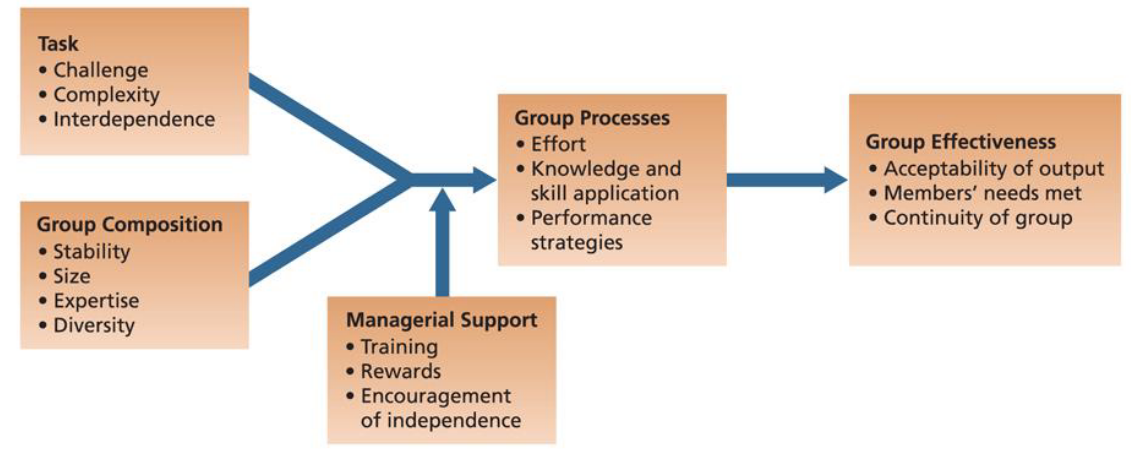 Task
• Challenge
• Complexity
• Interdependence
Group Composition
• Stability
• Size
• Expertise
• Diversity
Managerial Support
• Training
• Rewards
• Encouragement
of independence
Group Processes
• Effort
• Knowledge and
skill application
• Performance
strategies
Group Effectiveness
• Acceptability of output
• Members’ needs met
• Continuity of group